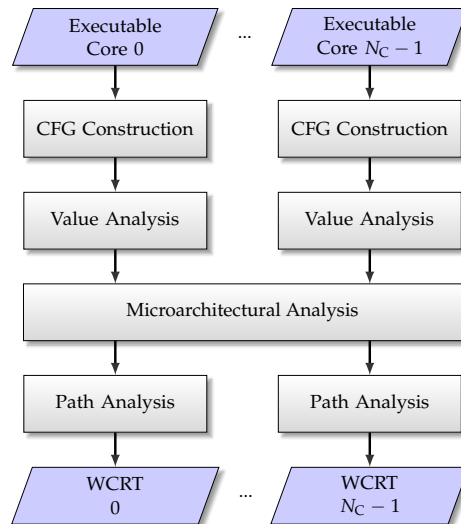 Executable
Core 0
...
Executable
Core N_C − 1
CFG Construction
CFG Construction
Value Analysis
Value Analysis
Microarchitectural Analysis
Path Analysis
Path Analysis
WCRT
0
...
WCRT
N_C − 1